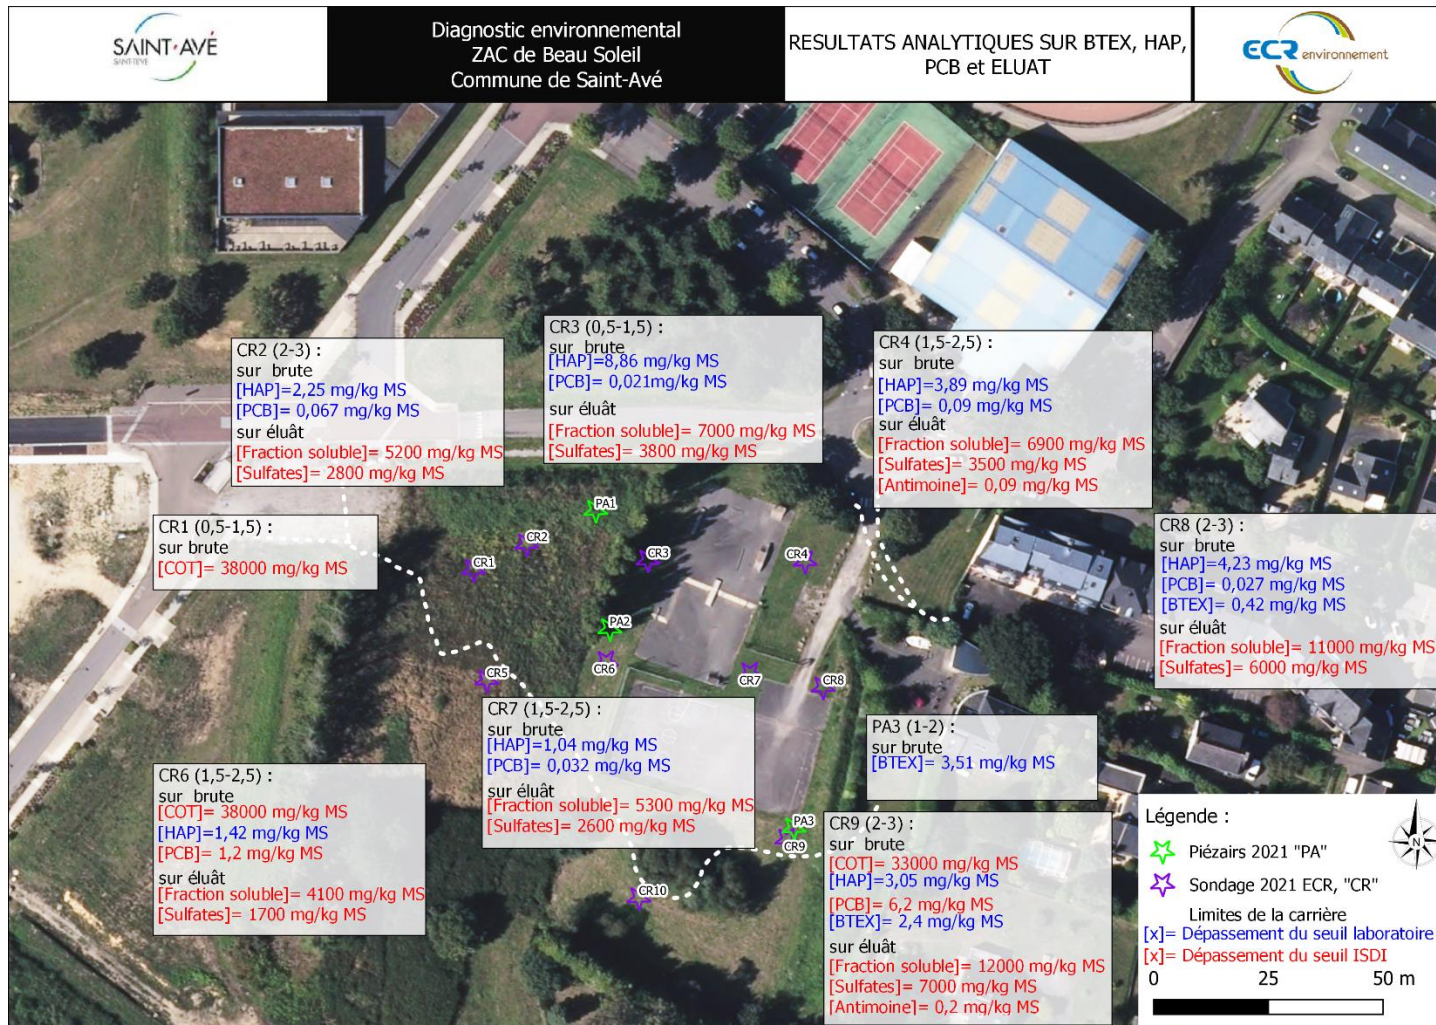 SAINT-AVÉ
SANT-TEVE
Diagnostic environnemental
ZAC de Beau Soleil
Commune de Saint-Avé
RESULTATS ANALYTIQUES SUR BTEX, HAP,
PCB et ELUAT
ECR environnement
CR2 (2-3) :
sur brute
[HAP]=2,25 mg/kg MS
[PCB]= 0,067 mg/kg MS
sur éluât
[Fraction soluble]= 5200 mg/kg MS
[Sulfates]= 2800 mg/kg MS
CR3 (0,5-1,5) :
sur brute
[HAP]=8,86 mg/kg MS
[PCB]= 0,021mg/kg MS
sur éluât
[Fraction soluble]= 7000 mg/kg MS
[Sulfates]= 3800 mg/kg MS
CR4 (1,5-2,5) :
sur brute
[HAP]=3,89 mg/kg MS
[PCB]= 0,09 mg/kg MS
sur éluât
[Fraction soluble]= 6900 mg/kg MS
[Sulfates]= 3500 mg/kg MS
[Antimoine]= 0,09 mg/kg MS
CR1 (0,5-1,5) :
sur brute
[COT]= 38000 mg/kg MS
CR8 (2-3) :
sur brute
[HAP]=4,23 mg/kg MS
[PCB]= 0,027 mg/kg MS
[BTEX]= 0,42 mg/kg MS
sur éluât
[Fraction soluble]= 11000 mg/kg MS
[Sulfates]= 6000 mg/kg MS
PA1
CR2
CR1
CR3
CR4
PA2
CR6
CR5
CR7
CR8
CR7 (1,5-2,5) :
sur brute
[HAP]=1,04 mg/kg MS
[PCB]= 0,032 mg/kg MS
sur éluât
[Fraction soluble]= 5300 mg/kg MS
[Sulfates]= 2600 mg/kg MS
PA3 (1-2) :
sur brute
[BTEX]= 3,51 mg/kg MS
CR6 (1,5-2,5) :
sur brute
[COT]= 38000 mg/kg MS
[HAP]=1,42 mg/kg MS
[PCB]= 1,2 mg/kg MS
sur éluât
[Fraction soluble]= 4100 mg/kg MS
[Sulfates]= 1700 mg/kg MS
PA3
CR9
CR10
CR9 (2-3) :
sur brute
[COT]= 33000 mg/kg MS
[HAP]=3,05 mg/kg MS
[PCB]= 6,2 mg/kg MS
[BTEX]= 2,4 mg/kg MS
sur éluât
[Fraction soluble]= 12000 mg/kg MS
[Sulfates]= 7000 mg/kg MS
[Antimoine]= 0,2 mg/kg MS
Légende :
N
Piézairs 2021 "PA"
Sondage 2021 ECR, "CR"
Limites de la carrière
[x]= Dépassement du seuil laboratoire
[x]= Dépassement du seuil ISDI
0 25 50 m